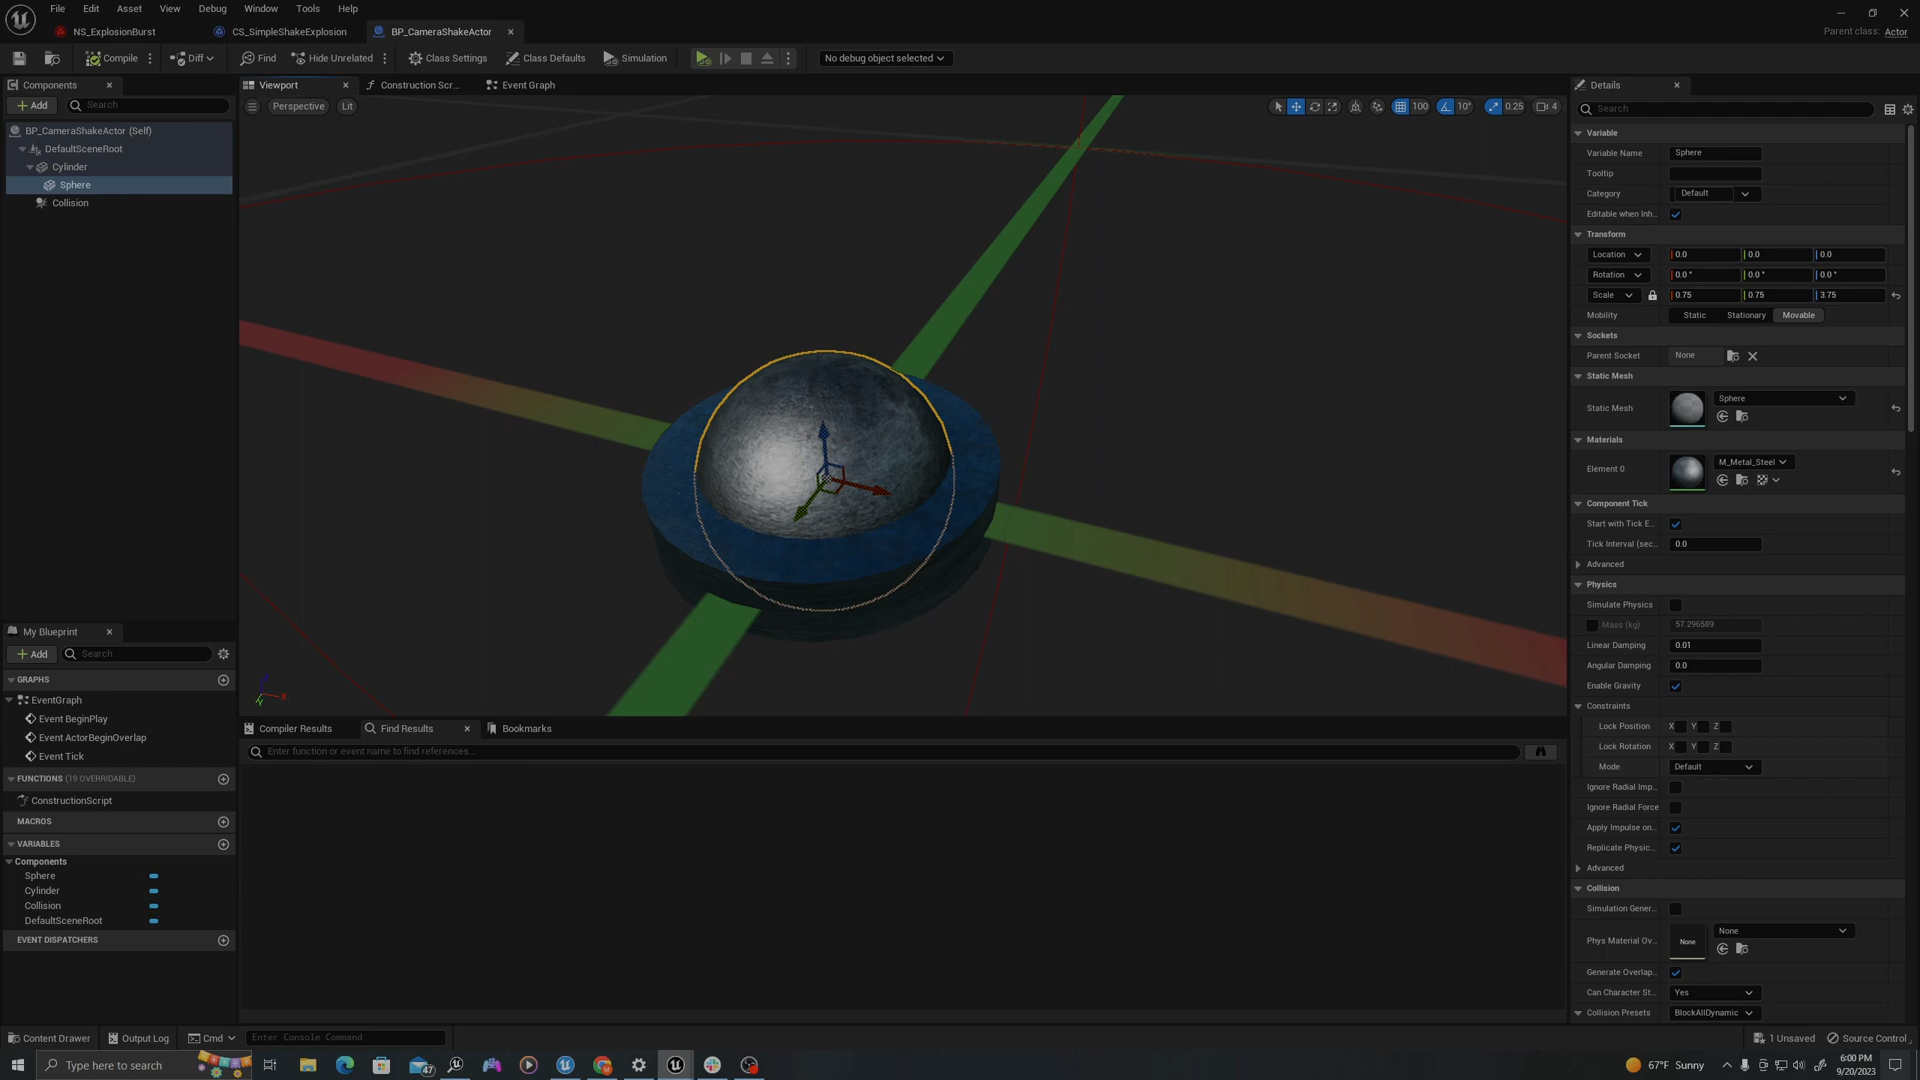 File Edit Asset View Debug Window Tools Help
NS_ExplosionBurst CS_SimpleShakeExplosion BP_CameraShakeActor
Parent class: Actor
Compile Diff Find Hide Unrelated Class Settings Class Defaults Simulation No debug object selected
Components
Add Search
BP_CameraShakeActor (Self)
DefaultSceneRoot
Cylinder
Sphere
Collision
Viewport Construction Scr... Event Graph
Perspective Lit
100 10° 0.25 4
X
Y
Compiler Results Find Results Bookmarks
Enter function or event name to find references...
My Blueprint
Add Search
GRAPHS
EventGraph
Event BeginPlay
Event ActorBeginOverlap
Event Tick
FUNCTIONS (19 OVERRIDABLE)
ConstructionScript
MACROS
VARIABLES
Components
Sphere
Cylinder
Collision
DefaultSceneRoot
EVENT DISPATCHERS
Details
Search
Variable
Variable Name Sphere
Tooltip
Category Default
Editable when Inh...
Transform
Location 0.0 0.0 0.0
Rotation 0.0 ° 0.0 ° 0.0 °
Scale 0.75 0.75 3.75
Mobility Static Stationary Movable
Sockets
Parent Socket None
Static Mesh
Static Mesh Sphere
Materials
Element 0 M_Metal_Steel
Component Tick
Start with Tick E...
Tick Interval (sec... 0.0
Advanced
Physics
Simulate Physics
Mass (kg) 57.296589
Linear Damping 0.01
Angular Damping 0.0
Enable Gravity
Constraints
Lock Position X Y Z
Lock Rotation X Y Z
Mode Default
Ignore Radial Imp...
Ignore Radial Force
Apply Impulse on...
Replicate Physic...
Advanced
Collision
Simulation Gener...
Phys Material Ov... None None
Generate Overlap...
Can Character St... Yes
Collision Presets BlockAllDynamic
Content Drawer Output Log Cmd Enter Console Command 1 Unsaved Source Control
Type here to search 47 67°F Sunny 6:00 PM
9/20/2023